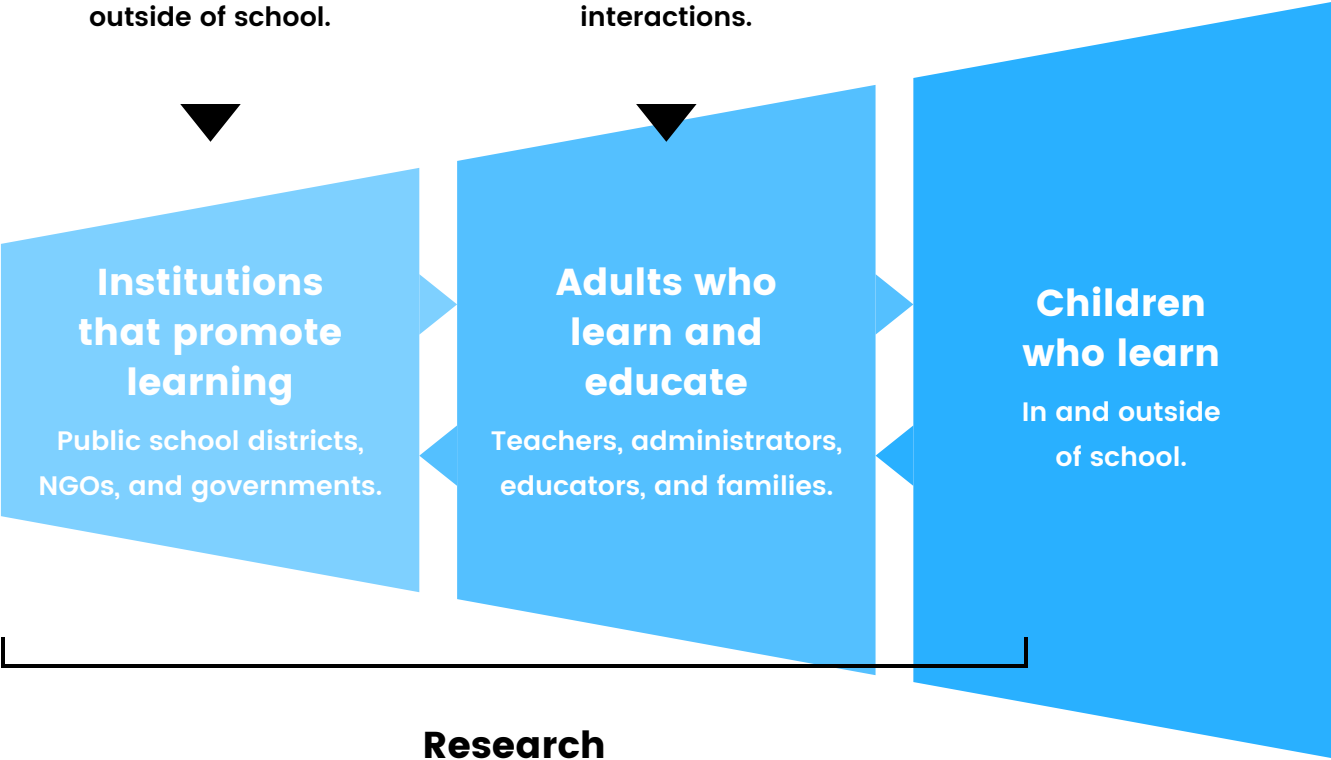 outside of school.
interactions.
Institutions
that promote
learning
Public school districts,
NGOs, and governments.
Adults who
learn and
educate
Teachers, administrators,
educators, and families.
Children
who learn
In and outside
of school.
Research